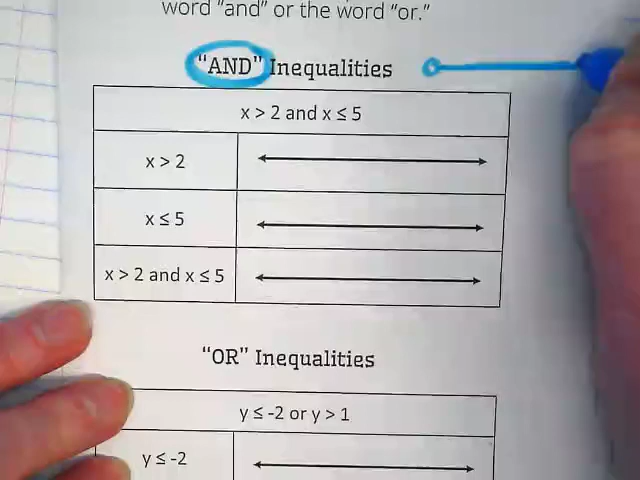 word "and" or the word "or."
"AND" Inequalities
x > 2 and x ≤ 5
x > 2
x ≤ 5
x > 2 and x ≤ 5
"OR" Inequalities
y ≤ -2 or y > 1
y ≤ -2